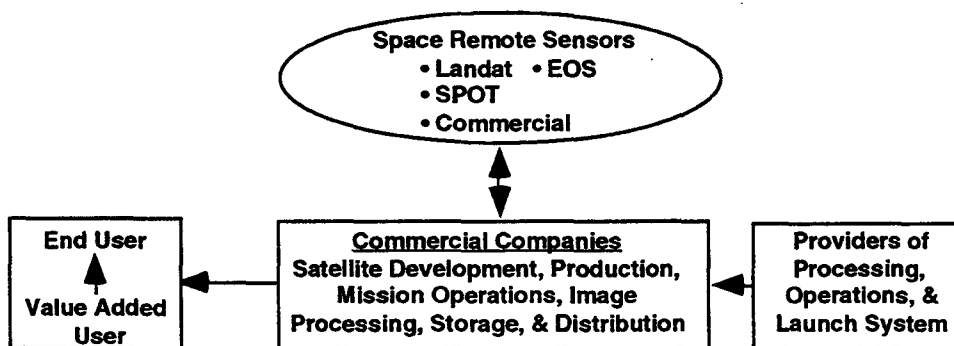 Space Remote Sensors
• Landat • EOS
• SPOT
• Commercial
End User
Value Added
User
Commercial Companies
Satellite Development, Production,
Mission Operations, Image
Processing, Storage, & Distribution
Providers of
Processing,
Operations, &
Launch System